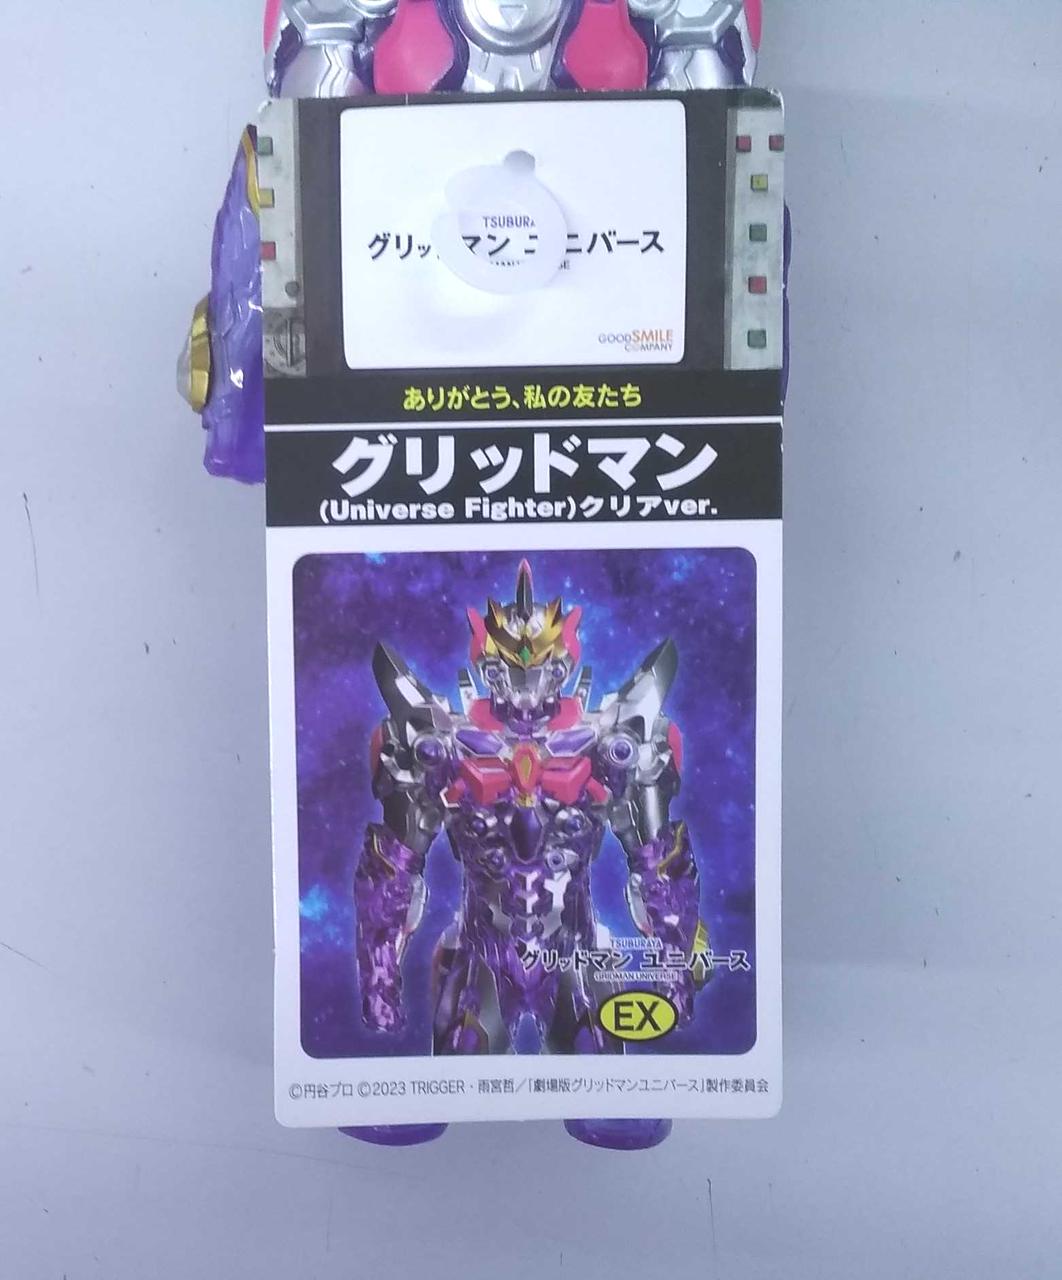 TSUBURA
グリッ マン ユニバース
GOODSMILE
COMPANY
ありがとう、私の友たち
グリッドマン
(Universe Fighter)クリアver.
TSUBURAYA
グリッドマン ユニバース
GRIDMAN UNIVERSE
EX
©円谷プロ ©2023 TRIGGER・雨宮哲/「劇場版グリッドマンユニバース」製作委員会